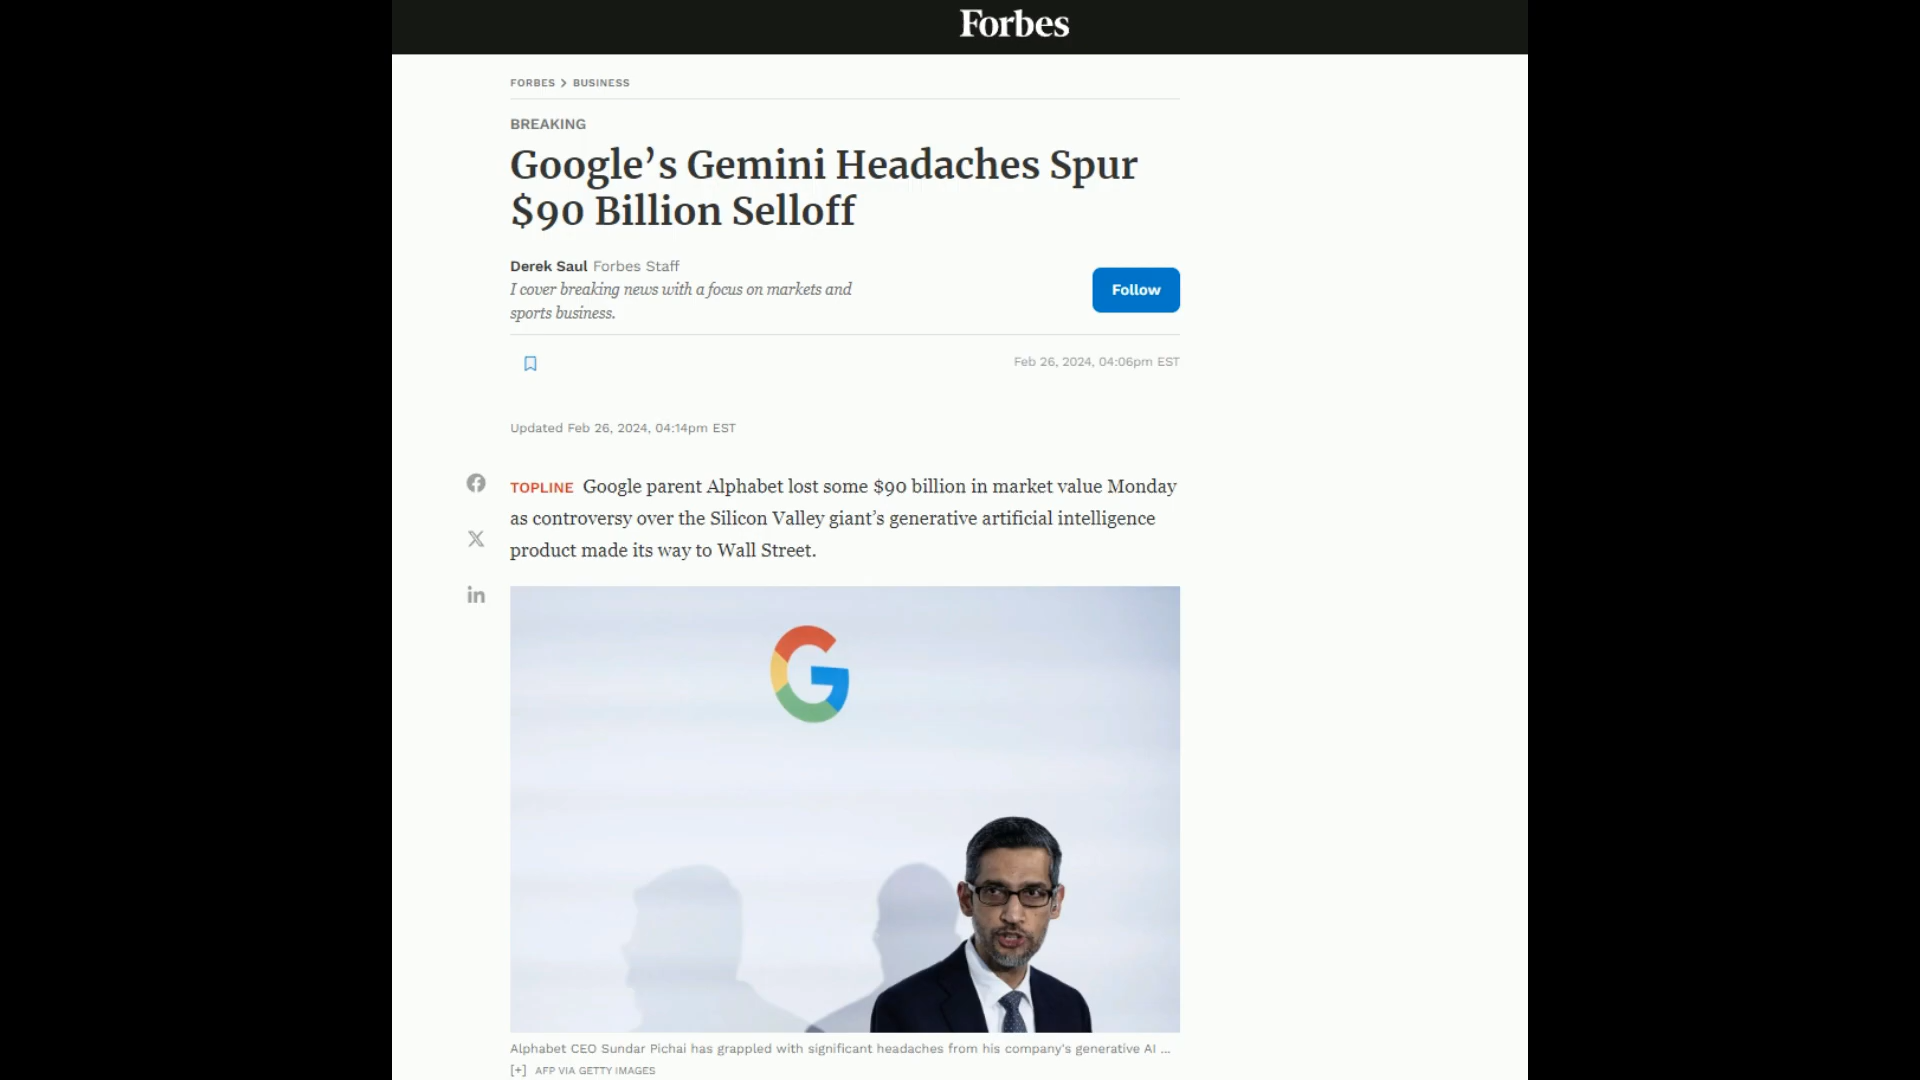 Forbes
FORBES > BUSINESS
BREAKING
Google’s Gemini Headaches Spur
$90 Billion Selloff
Derek Saul Forbes Staff
I cover breaking news with a focus on markets and
sports business.
Follow
Feb 26, 2024, 04:06pm EST
Updated Feb 26, 2024, 04:14pm EST
TOPLINE Google parent Alphabet lost some $90 billion in market value Monday
as controversy over the Silicon Valley giant’s generative artificial intelligence
product made its way to Wall Street.
Alphabet CEO Sundar Pichai has grappled with significant headaches from his company's generative AI ...
[+] AFP VIA GETTY IMAGES